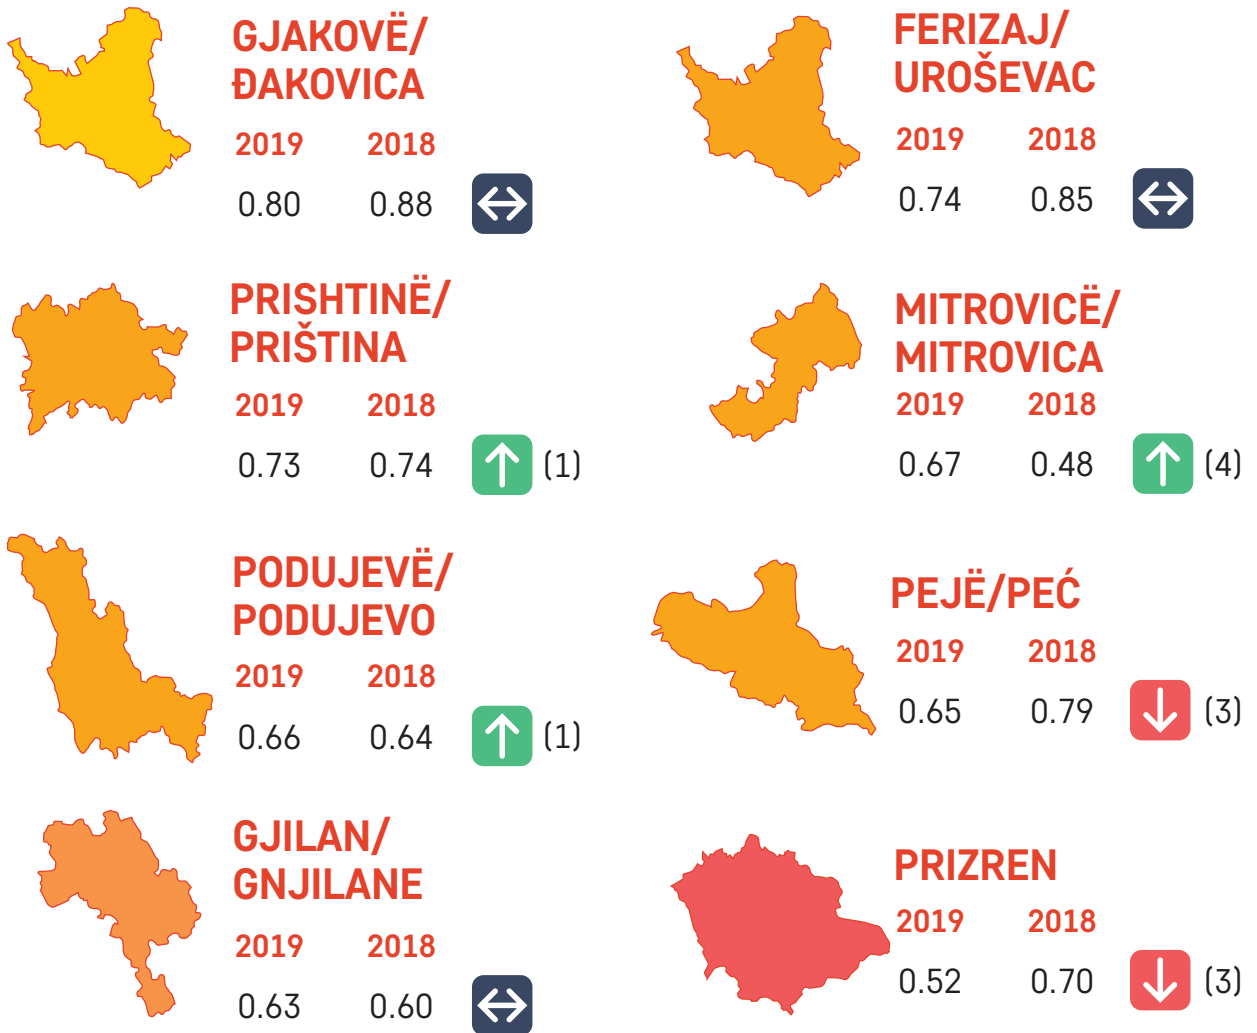 GJAKOVË/
ĐAKOVICA
2019 2018
0.80 0.88
FERIZAJ/
UROŠEVAC
2019 2018
0.74 0.85
PRISHTINË/
PRIŠTINA
2019 2018
0.73 0.74 (1)
MITROVICË/
MITROVICA
2019 2018
0.67 0.48 (4)
PODUJEVË/
PODUJEVO
2019 2018
0.66 0.64 (1)
PEJË/PEĆ
2019 2018
0.65 0.79 (3)
GJILAN/
GNJILANE
2019 2018
0.63 0.60
PRIZREN
2019 2018
0.52 0.70 (3)